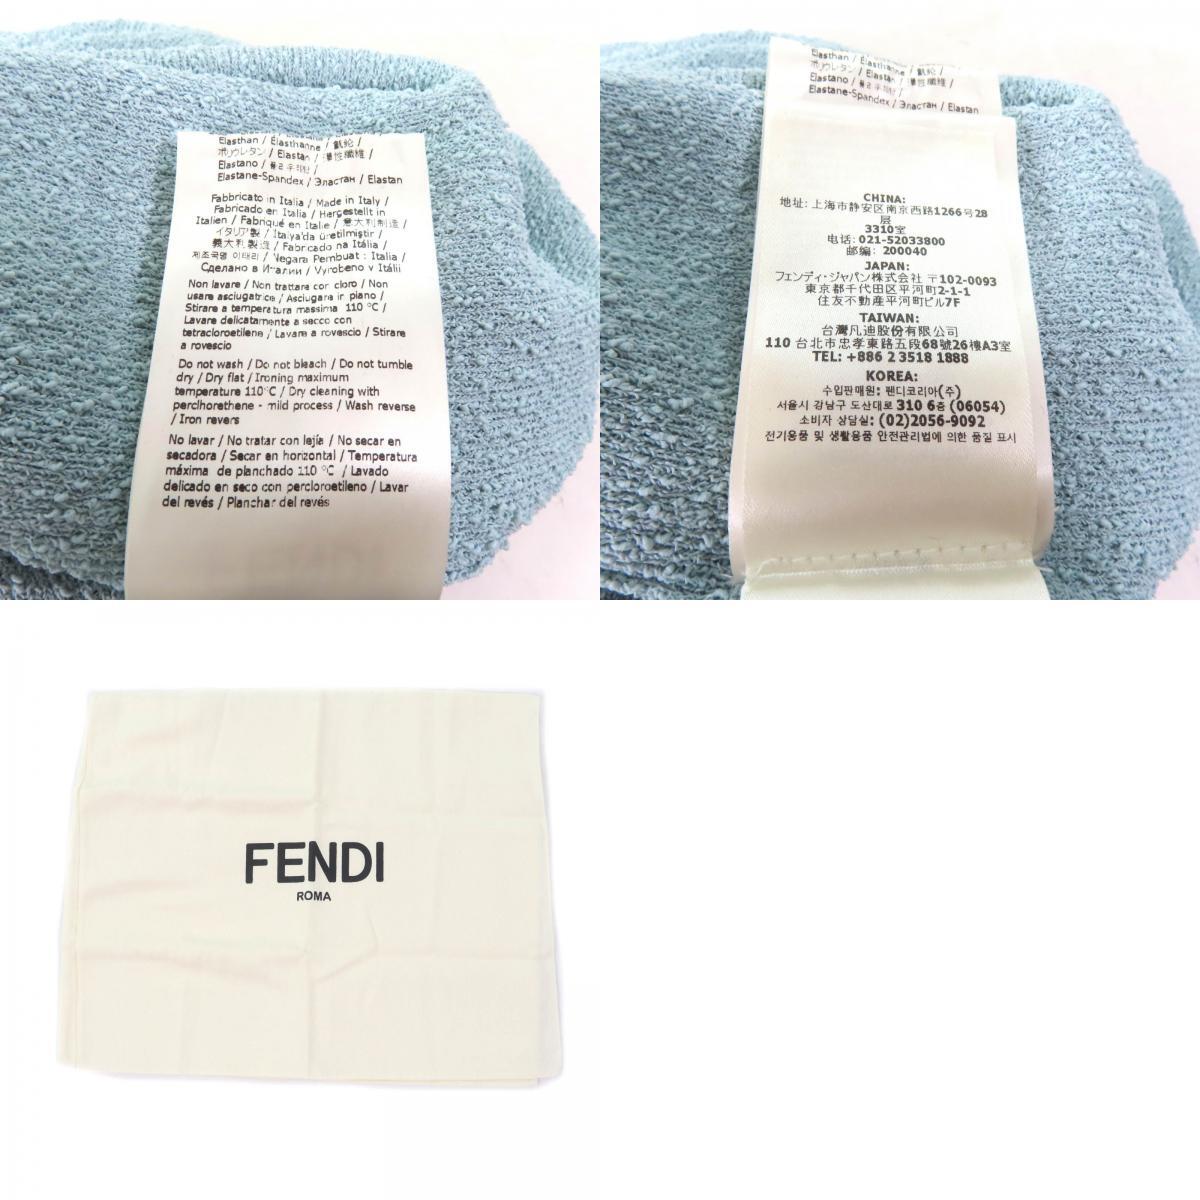 Elasthan / Élasthanne / 氨纶 /
ポリウレタン / Elastan / 彈性纖維 /
Elastano / 폴리우레탄 /
Elastane-Spandex / Эластан / Elastan
Fabbricato in Italia / Made in Italy /
Fabricado en Italia / Hergestellt in
Italien / Fabriqué en Italie / 意大利制造 /
イタリア製 / İtalya'da üretilmiştir /
義大利製造 / Fabricado na Itália /
제조국명 이태리 / Negara Pembuat : Italia /
Сделано в Италии / Vyrobeno v Itálii
Non lavare / Non trattare con cloro / Non
usare asciugatrice / Asciugare in piano /
Stirare a temperatura massima 110 °C /
Lavare delicatamente a secco con
tetracloroetilene / Lavare a rovescio / Stirare
a rovescio
Do not wash / Do not bleach / Do not tumble
dry / Dry flat / Ironing maximum
temperature 110°C / Dry cleaning with
perclhorethene - mild process / Wash reverse
/ Iron revers
No lavar / No tratar con lejía / No secar en
secadora / Secar en horizontal / Temperatura
máxima de planchado 110 °C / Lavado
delicado en seco con percloroetileno / Lavar
del revés / Planchar del revés
Elasthan / Élasthanne / 氨纶 /
ポリウレタン / Elastan / 彈性纖維 /
Elastano / 폴리우레탄 /
Elastane-Spandex / Эластан / Elastan
CHINA:
地址: 上海市静安区南京西路1266号28
层
3310室
电话: 021-52033800
邮编: 200040
JAPAN:
フェンディ・ジャパン株式会社 〒102-0093
東京都千代田区平河町2-1-1
住友不動産平河町ビル7F
TAIWAN:
台灣凡迪股份有限公司
110 台北市忠孝東路五段68號26樓A3室
TEL: +886 2 3518 1888
KOREA:
수입판매원: 펜디코리아(주)
서울시 강남구 도산대로 310 6층 (06054)
소비자 상담실: (02)2056-9092
전기용품 및 생활용품 안전관리법에 의한 품질 표시
FENDI
ROMA